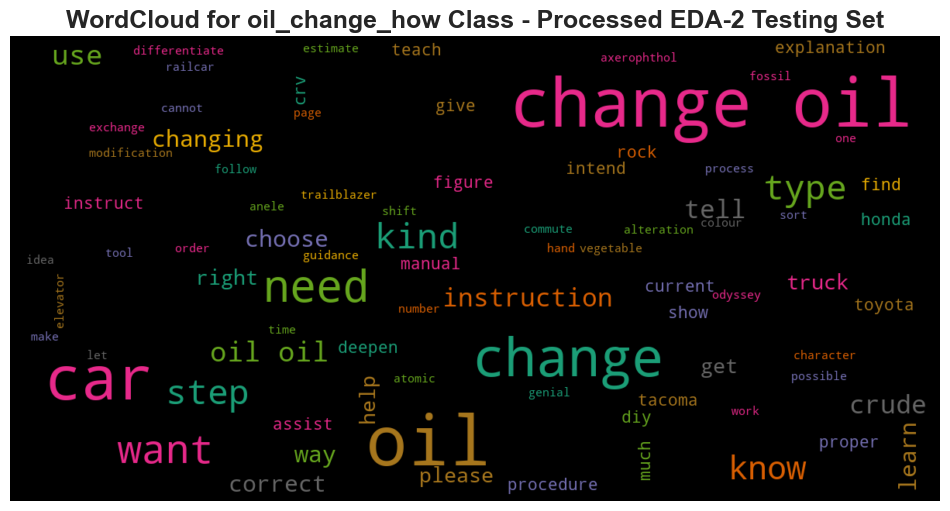 WordCloud for oil_change_how Class - Processed EDA-2 Testing Set
use
differentiate
railcar
estimate
teach
axerophthol
explanation
fossil
crv
cannot
page
give
change oil
exchange
changing
modification
one
rock
follow
figure
intend
process
type
find
instruct
trailblazer
anele
shift
tell
colour
sort
honda
choose
kind
commute
alteration
idea
tool
order
guidance
manual
hand
vegetable
right
need
elevator
number
instruction
current
show
odyssey
truck
toyota
make
time
let
oil oil
deepen
change
get
character
possible
car
step
atomic
genial
help
tacoma
crude
assist
diy
work
want
way
oil
please
much
know
proper
learn
correct
procedure